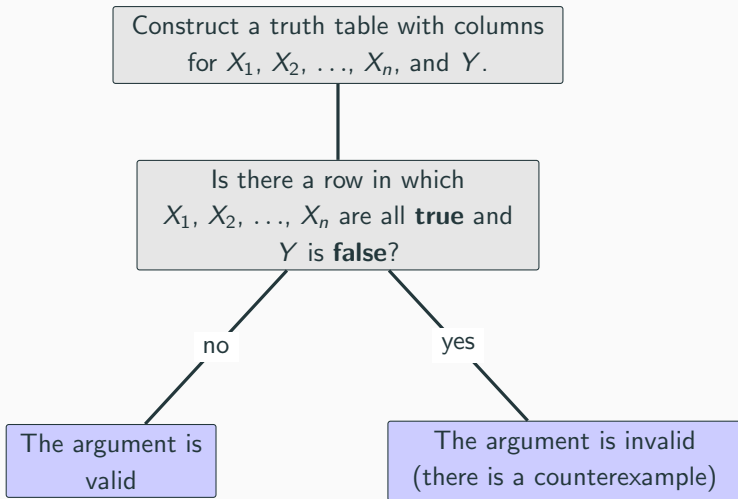 Construct a truth table with columns
for X₁, X₂, …, Xₙ, and Y.
Is there a row in which
X₁, X₂, …, Xₙ are all true and
Y is false?
no
yes
The argument is
valid
The argument is invalid
(there is a counterexample)